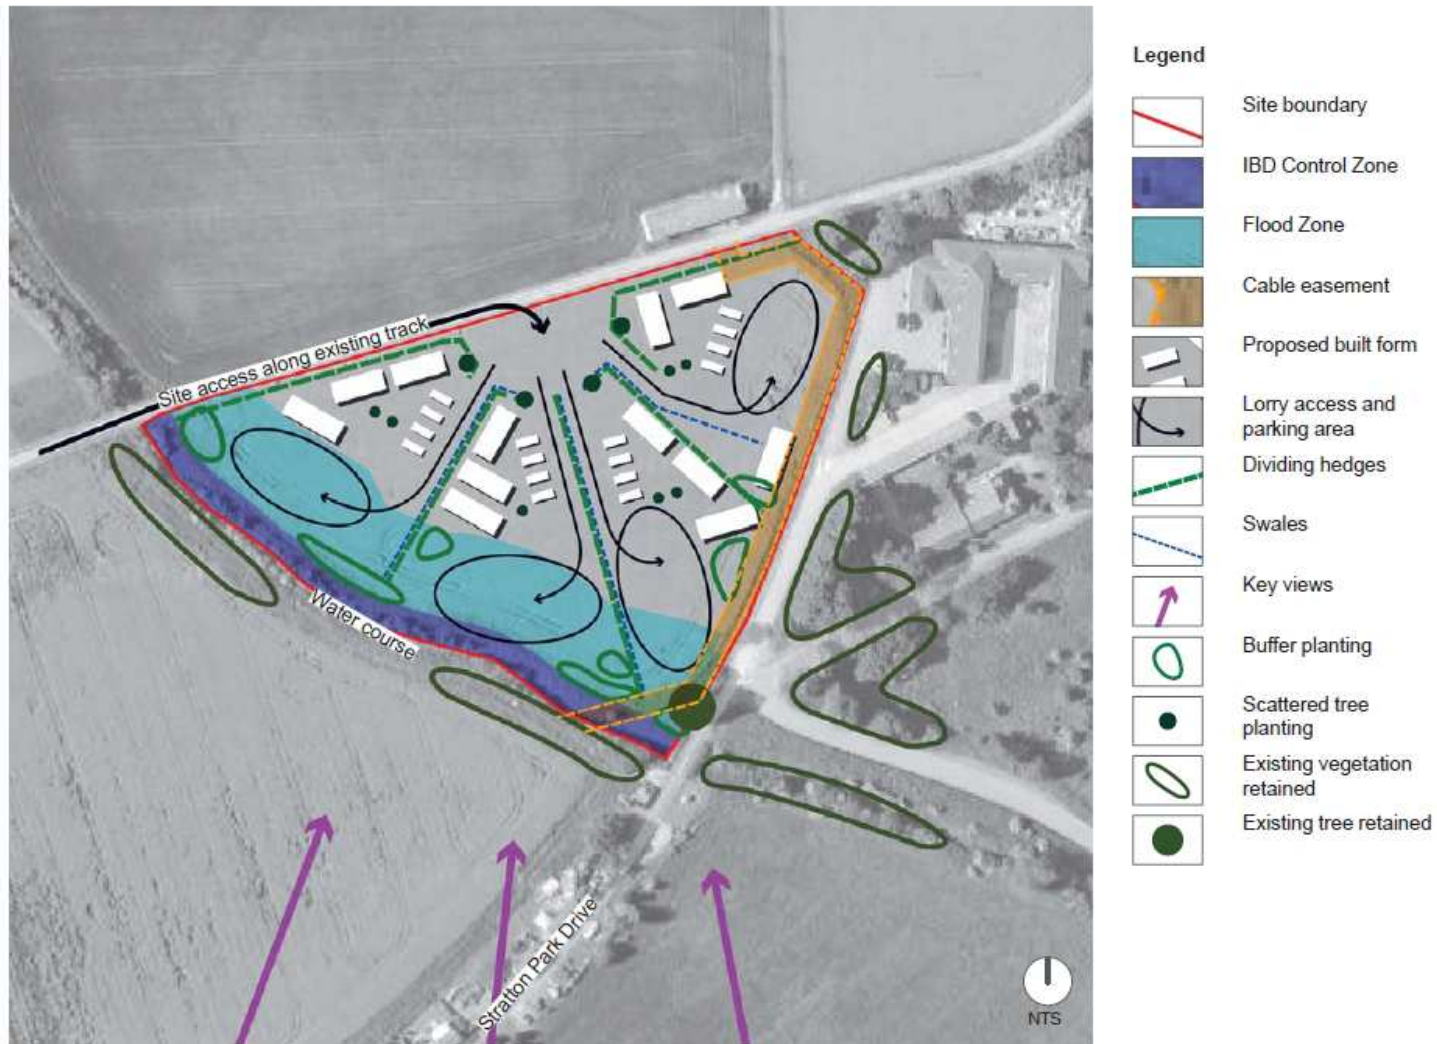 Site access along existing track
Water course
Stratton Park Drive
NTS
Legend
Site boundary
IBD Control Zone
Flood Zone
Cable easement
Proposed built form
Lorry access and
parking area
Dividing hedges
Swales
Key views
Buffer planting
Scattered tree
planting
Existing vegetation
retained
Existing tree retained